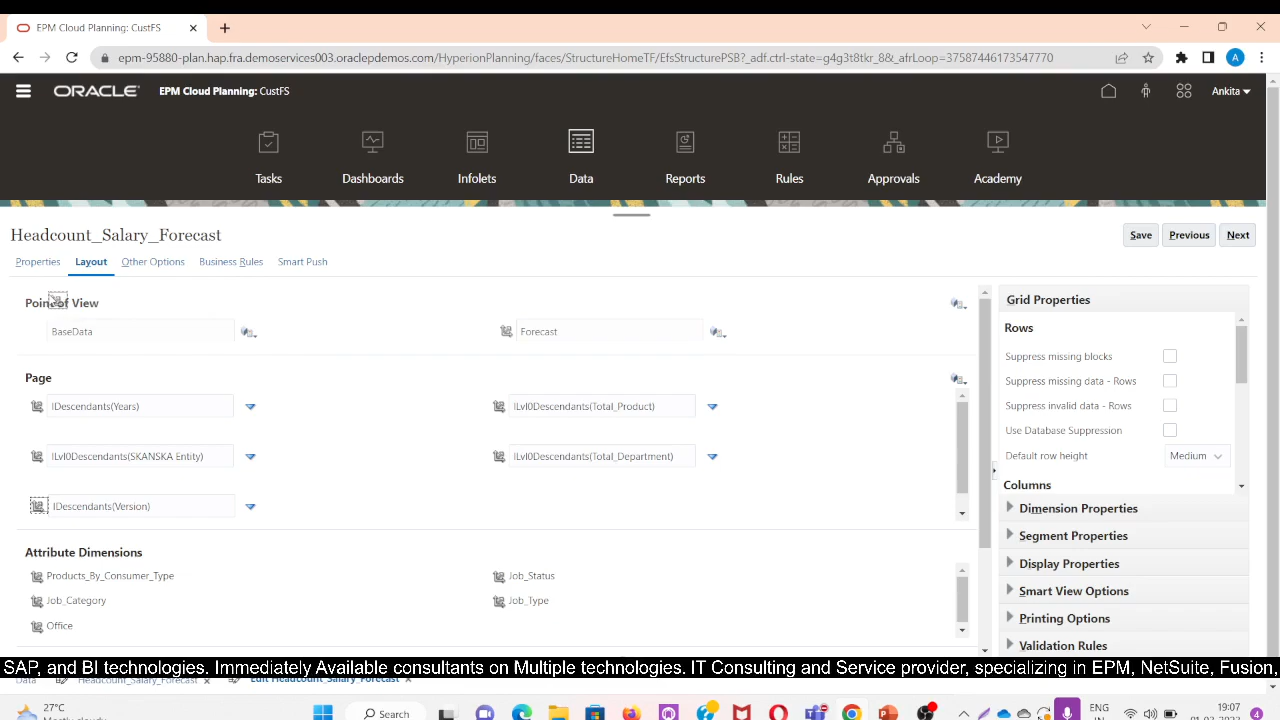 EPM Cloud Planning: CustFS
epm-95880-plan.hap.fra.demoservices003.oraclepdemos.com/HyperionPlanning/faces/StructureHomeTF/EfsStructurePSB?_adf.ctrl-state=g4g3t8tkr_8&_afrLoop=37587446173547770
A
ORACLE EPM Cloud Planning: CustFS Ankita
Tasks Dashboards Infolets Data Reports Rules Approvals Academy
Headcount_Salary_Forecast Save Previous Next
Properties Layout Other Options Business Rules Smart Push
Point of View
BaseData Forecast
Page
IDescendants(Years) ILvl0Descendants(Total_Product)
ILvl0Descendants(SKANSKA Entity) ILvl0Descendants(Total_Department)
IDescendants(Version)
Attribute Dimensions
Products_By_Consumer_Type Job_Status
Job_Category Job_Type
Office
Grid Properties
Rows
Suppress missing blocks
Suppress missing data - Rows
Suppress invalid data - Rows
Use Database Suppression
Default row height Medium
Columns
Dimension Properties
Segment Properties
Display Properties
Smart View Options
Printing Options
Validation Rules
SAP, and BI technologies. Immediately Available consultants on Multiple technologies. IT Consulting and Service provider, specializing in EPM, NetSuite, Fusion,
Data Headcount_Salary_Forecast Edit Headcount_Salary_Forecast
27°C
Mostly cloudy
Search
ENG
IN
19:07
4